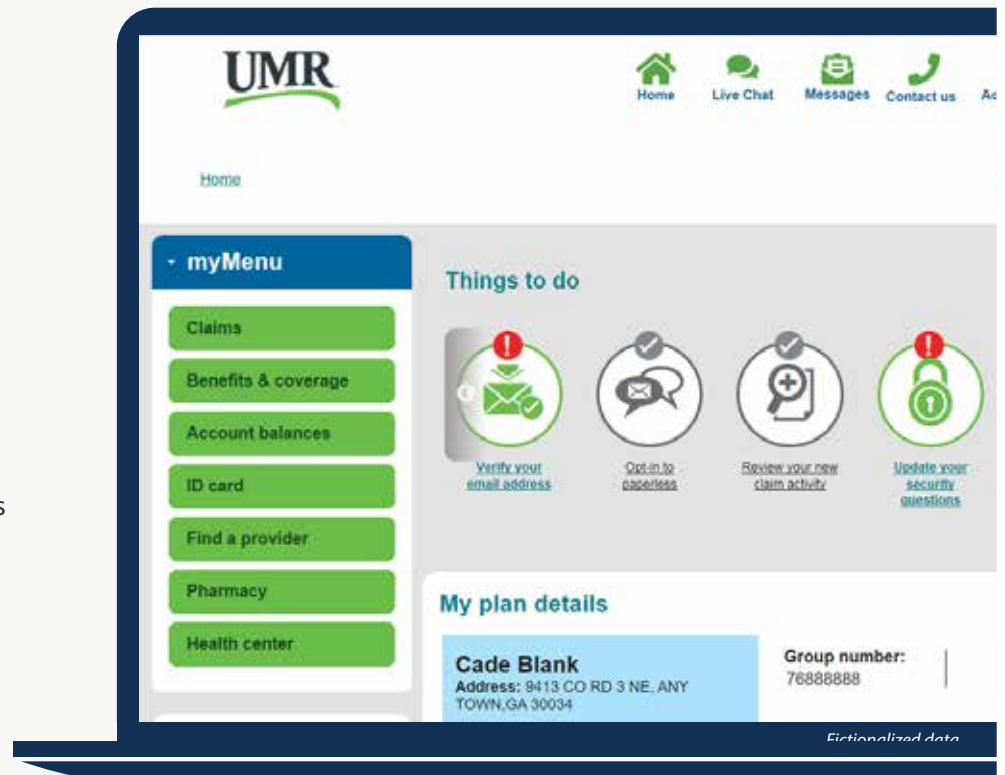 UMR
Home
Live Chat
Messages
Contact us
Ac
Home
myMenu
Claims
Benefits & coverage
Account balances
ID card
Find a provider
Pharmacy
Health center
Things to do
Verify your
email address
Opt-in to
paperless
Review your new
claim activity
Update your
security
questions
My plan details
Cade Blank
Address: 9413 CO RD 3 NE, ANY
TOWN,GA 30034
Group number:
76888888
s
Fictionalized data